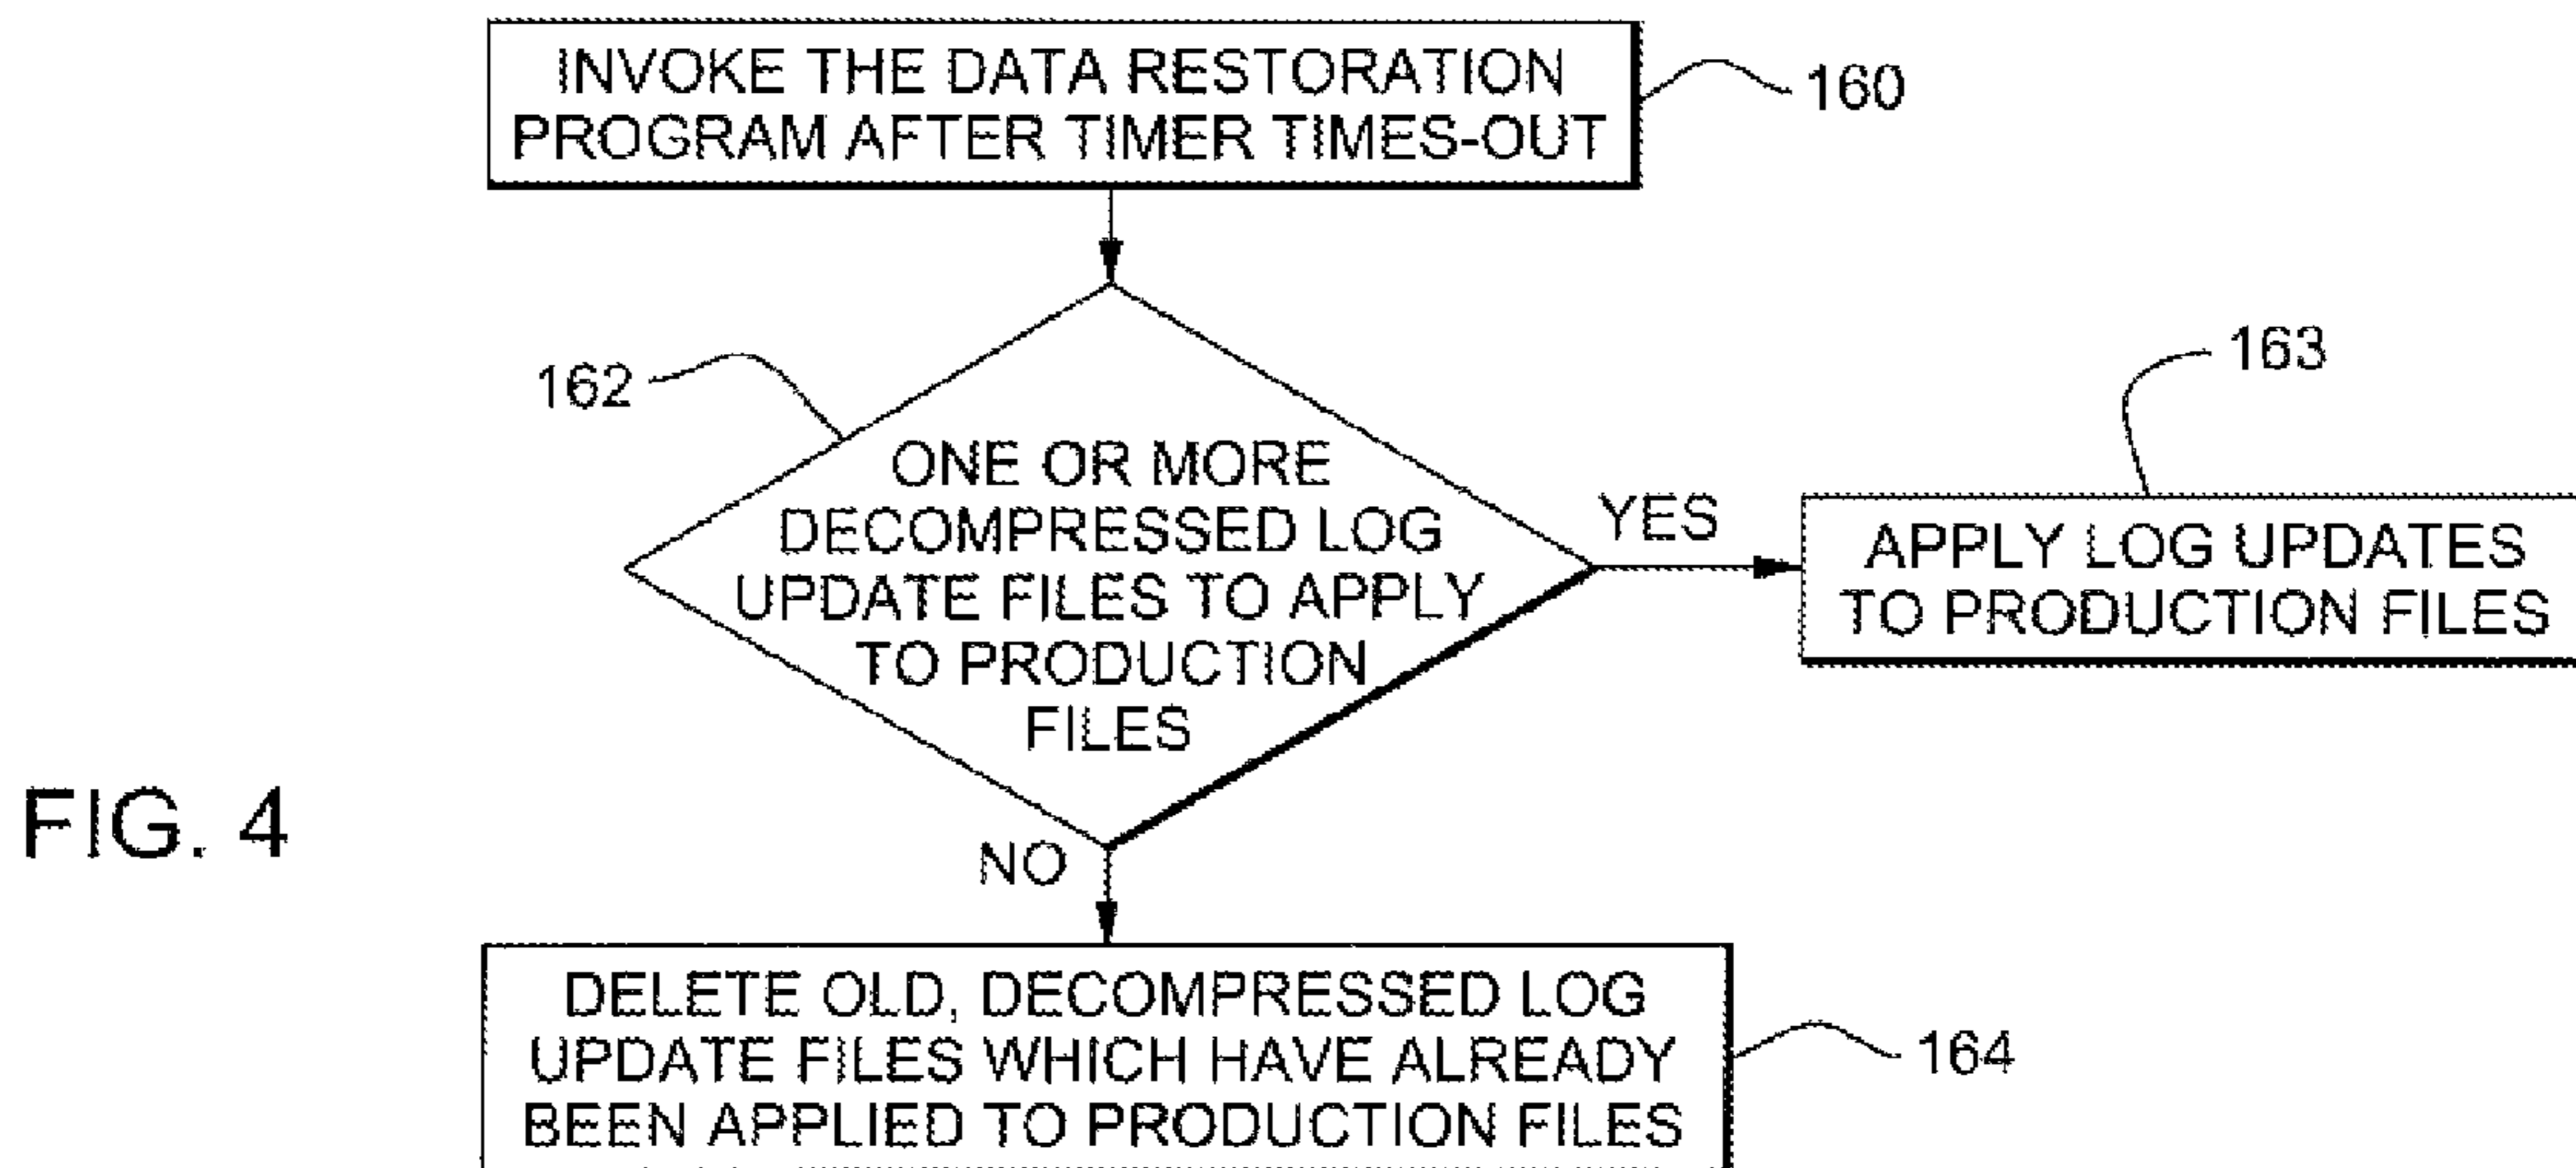 INVOKE THE DATA RESTORATION
PROGRAM AFTER TIMER TIMES-OUT
160
162
ONE OR MORE
DECOMPRESSED LOG
UPDATE FILES TO APPLY
TO PRODUCTION
FILES
YES
163
APPLY LOG UPDATES
TO PRODUCTION FILES
FIG. 4
NO
DELETE OLD, DECOMPRESSED LOG
UPDATE FILES WHICH HAVE ALREADY
BEEN APPLIED TO PRODUCTION FILES
164